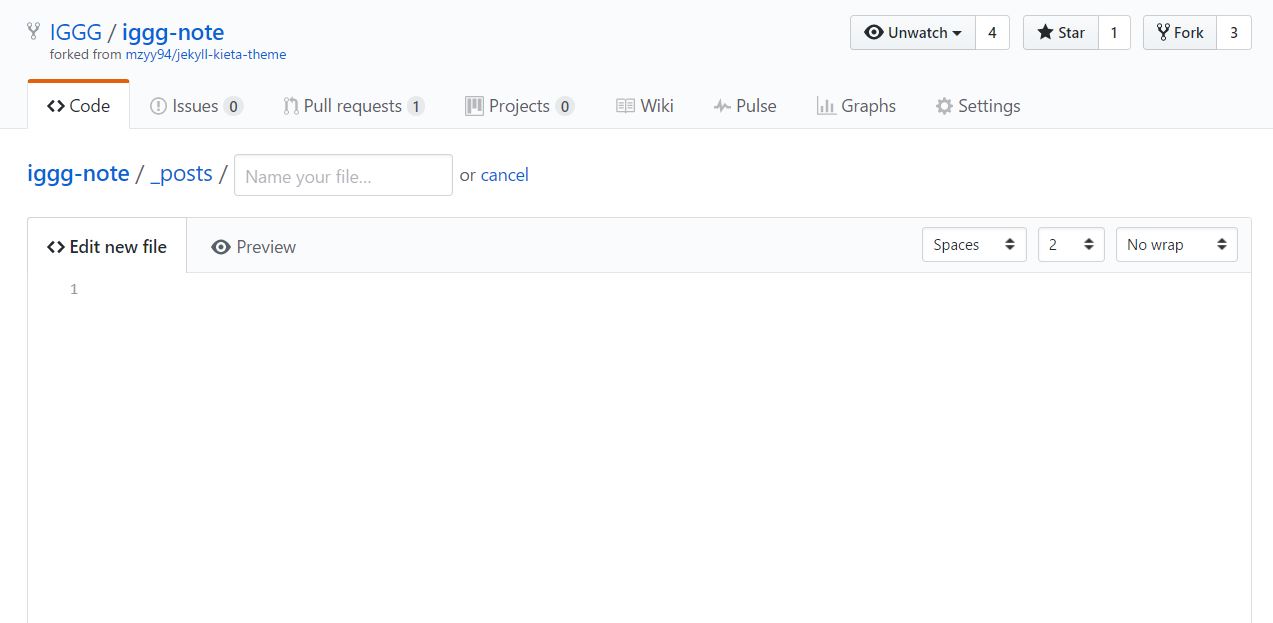 IGGG / iggg-note
forked from mzyy94/jekyll-kieta-theme
Unwatch 4 Star 1 Fork 3
Code Issues 0 Pull requests 1 Projects 0 Wiki Pulse Graphs Settings
iggg-note / _posts / Name your file... or cancel
Edit new file Preview Spaces 2 No wrap
1